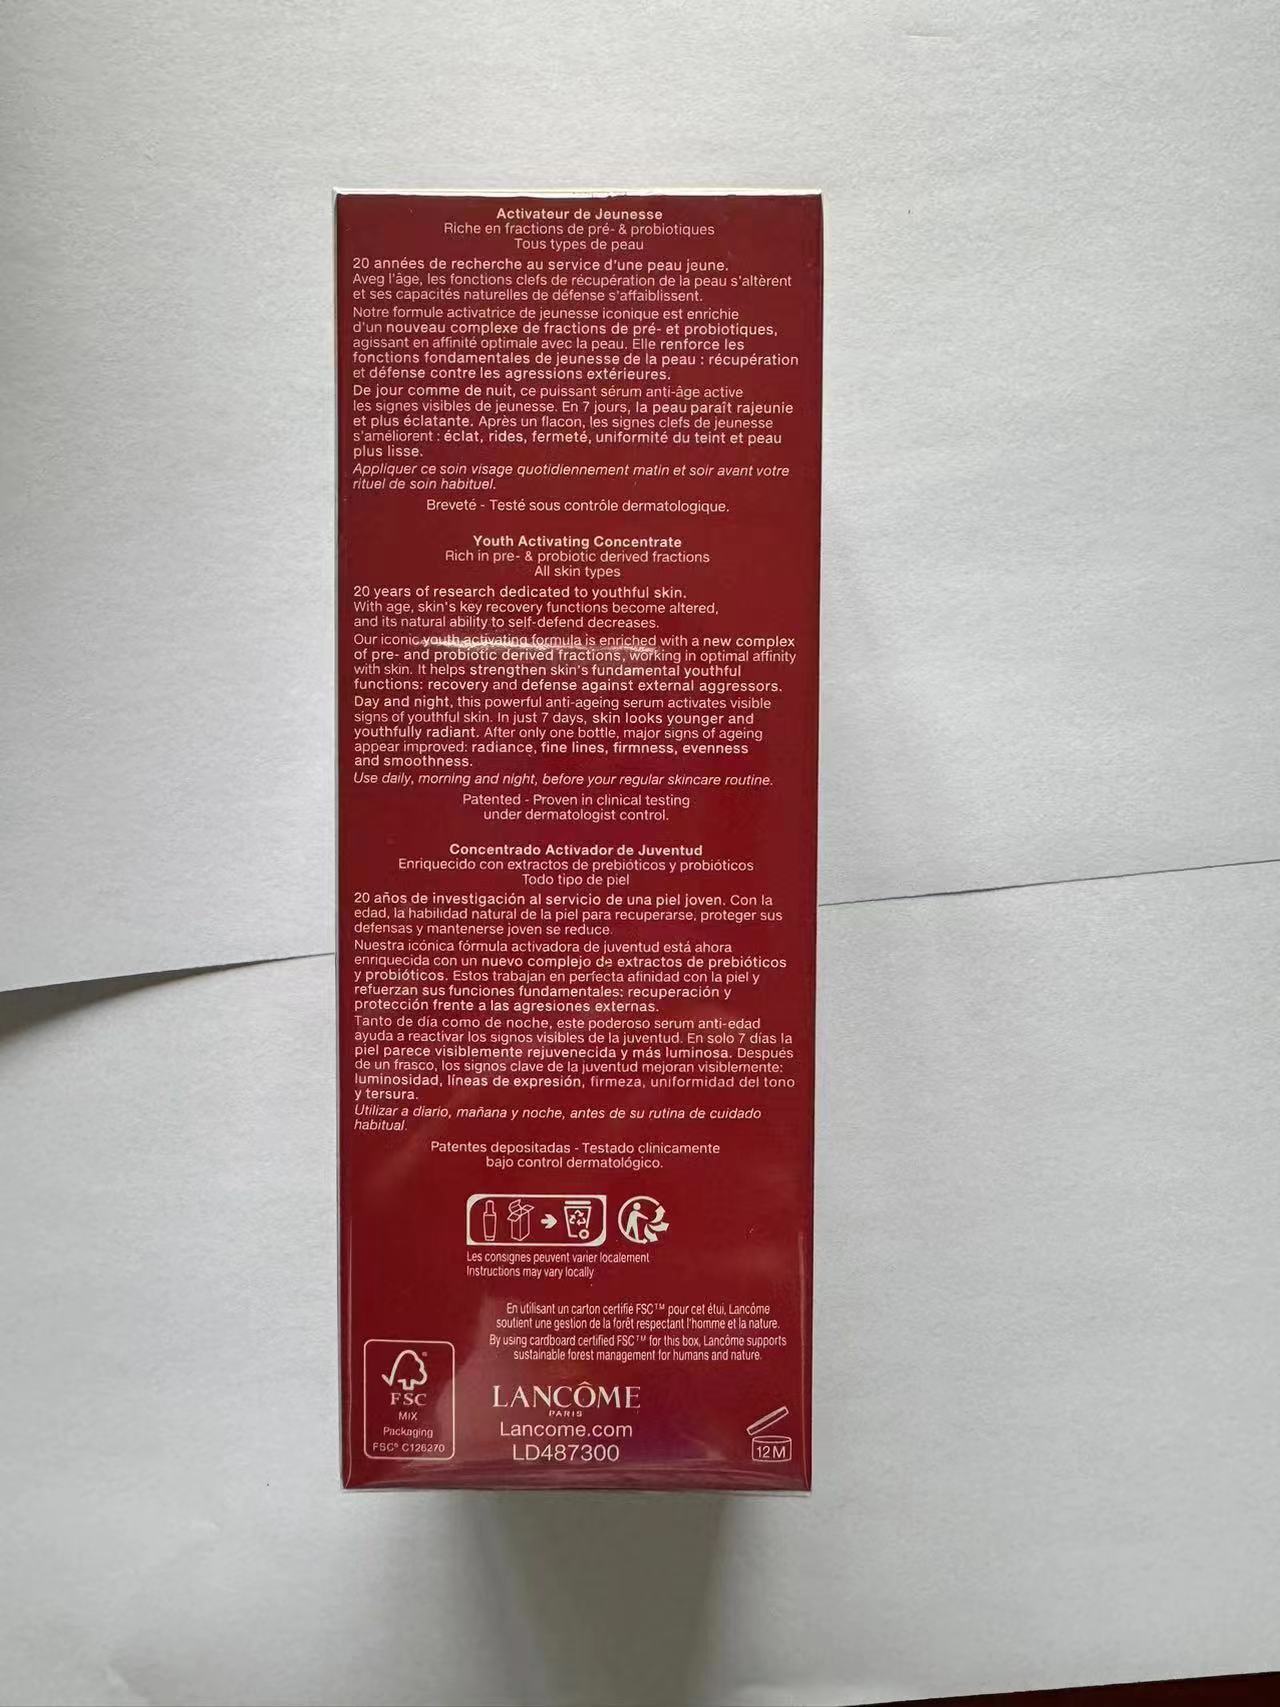 Activateur de Jeunesse
Riche en fractions de pré- & probiotiques
Tous types de peau
20 années de recherche au service d'une peau jeune.
Aveg l'âge, les fonctions clefs de récupération de la peau s'altèrent
et ses capacités naturelles de défense s'affaiblissent.
Notre formule activatrice de jeunesse iconique est enrichie
d'un nouveau complexe de fractions de pré- et probiotiques,
agissant en affinité optimale avec la peau. Elle renforce les
fonctions fondamentales de jeunesse de la peau : récupération
et défense contre les agressions extérieures.
De jour comme de nuit, ce puissant sérum anti-âge active
les signes visibles de jeunesse. En 7 jours, la peau paraît rajeunie
et plus éclatante. Après un flacon, les signes clefs de jeunesse
s'améliorent : éclat, rides, fermeté, uniformité du teint et peau
plus lisse.
Appliquer ce soin visage quotidiennement matin et soir avant votre
rituel de soin habituel.
Breveté - Testé sous contrôle dermatologique.
Youth Activating Concentrate
Rich in pre- & probiotic derived fractions
All skin types
20 years of research dedicated to youthful skin.
With age, skin's key recovery functions become altered,
and its natural ability to self-defend decreases.
Our iconic youth activating formula is enriched with a new complex
of pre- and probiotic derived fractions, working in optimal affinity
with skin. It helps strengthen skin's fundamental youthful
functions: recovery and defense against external aggressors.
Day and night, this powerful anti-ageing serum activates visible
signs of youthful skin. In just 7 days, skin looks younger and
youthfully radiant. After only one bottle, major signs of ageing
appear improved: radiance, fine lines, firmness, evenness
and smoothness.
Use daily, morning and night, before your regular skincare routine.
Patented - Proven in clinical testing
under dermatologist control.
Concentrado Activador de Juventud
Enriquecido con extractos de prebióticos y probióticos
Todo tipo de piel
20 años de investigación al servicio de una piel joven. Con la
edad, la habilidad natural de la piel para recuperarse, proteger sus
defensas y mantenerse joven se reduce.
Nuestra icónica fórmula activadora de juventud está ahora
enriquecida con un nuevo complejo de extractos de prebióticos
y probióticos. Estos trabajan en perfecta afinidad con la piel y
refuerzan sus funciones fundamentales: recuperación y
protección frente a las agresiones externas.
Tanto de día como de noche, este poderoso serum anti-edad
ayuda a reactivar los signos visibles de la juventud. En solo 7 días la
piel parece visiblemente rejuvenecida y más luminosa. Después
de un frasco, los signos clave de la juventud mejoran visiblemente:
luminosidad, líneas de expresión, firmeza, uniformidad del tono
y tersura.
Utilizar a diario, mañana y noche, antes de su rutina de cuidado
habitual.
Patentes depositadas - Testado clínicamente
bajo control dermatológico.
Les consignes peuvent varier localement
Instructions may vary locally
En utilisant un carton certifié FSC™ pour cet étui, Lancôme
soutient une gestion de la forêt respectant l'homme et la nature.
By using cardboard certified FSC™ for this box, Lancôme supports
sustainable forest management for humans and nature.
FSC
MIX
Packaging
FSC® C126270
LANCÔME
PARIS
Lancome.com
LD487300
12 M